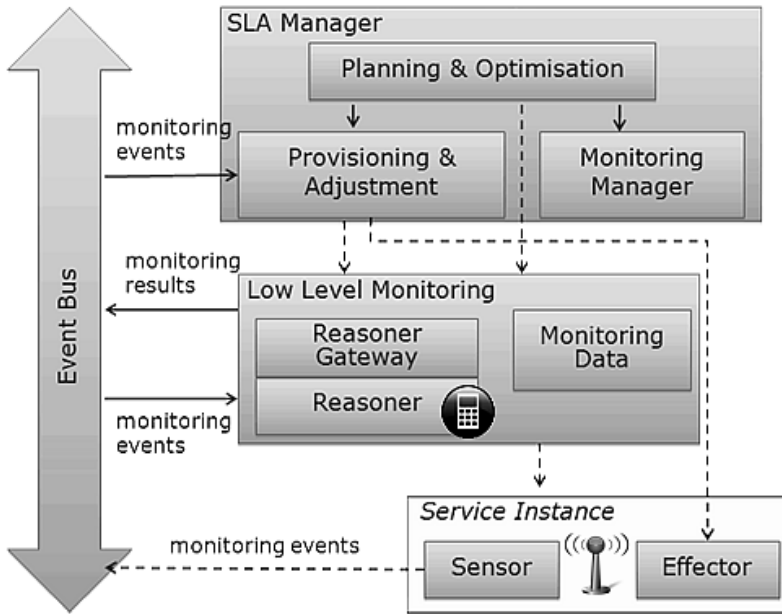 SLA Manager
Planning & Optimisation
monitoring
events
Provisioning &
Adjustment
Monitoring
Manager
monitoring
results
Low Level Monitoring
Reasoner
Gateway
Monitoring
Data
Reasoner
monitoring
events
Event Bus
Service Instance
monitoring events
Sensor
Effector